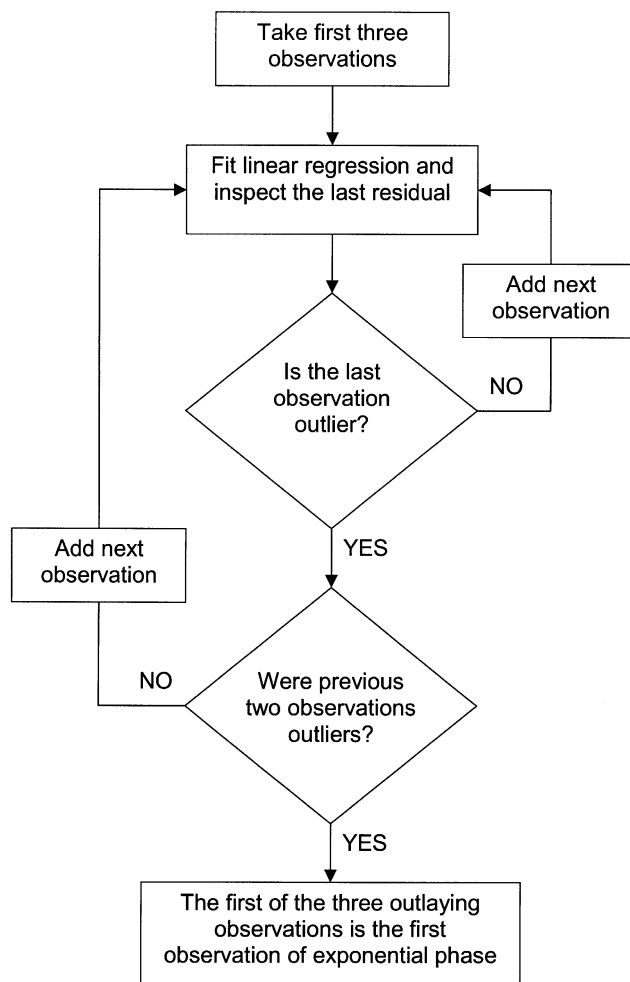 Take first three
observations
Fit linear regression and
inspect the last residual
Add next
observation
Is the last
observation
outlier?
NO
YES
Add next
observation
NO
Were previous
two observations
outliers?
YES
The first of the three outlaying
observations is the first
observation of exponential phase